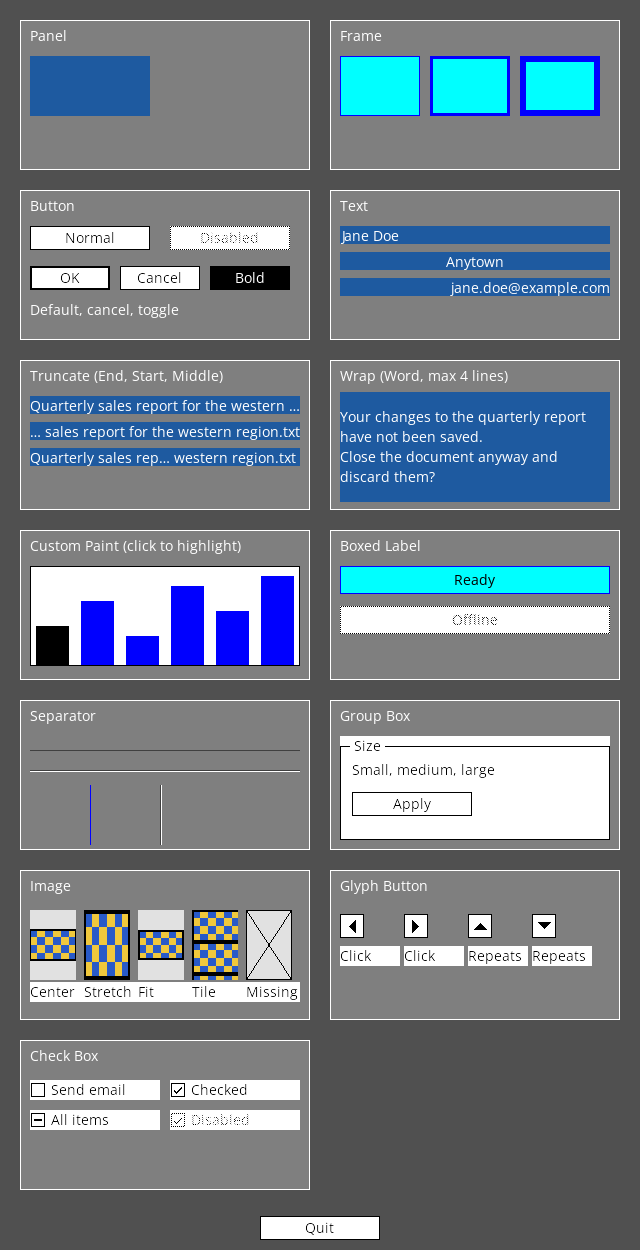 Panel
Frame
Button
Normal
Disabled
OK
Cancel
Bold
Default, cancel, toggle
Text
Jane Doe
Anytown
jane.doe@example.com
Truncate (End, Start, Middle)
Quarterly sales report for the western ...
... sales report for the western region.txt
Quarterly sales rep... western region.txt
Wrap (Word, max 4 lines)
Your changes to the quarterly report
have not been saved.
Close the document anyway and
discard them?
Custom Paint (click to highlight)
Boxed Label
Ready
Offline
Separator
Group Box
Size
Small, medium, large
Apply
Image
Center
Stretch
Fit
Tile
Missing
Glyph Button
Click
Click
Repeats
Repeats
Check Box
Send email
Checked
All items
Disabled
Quit